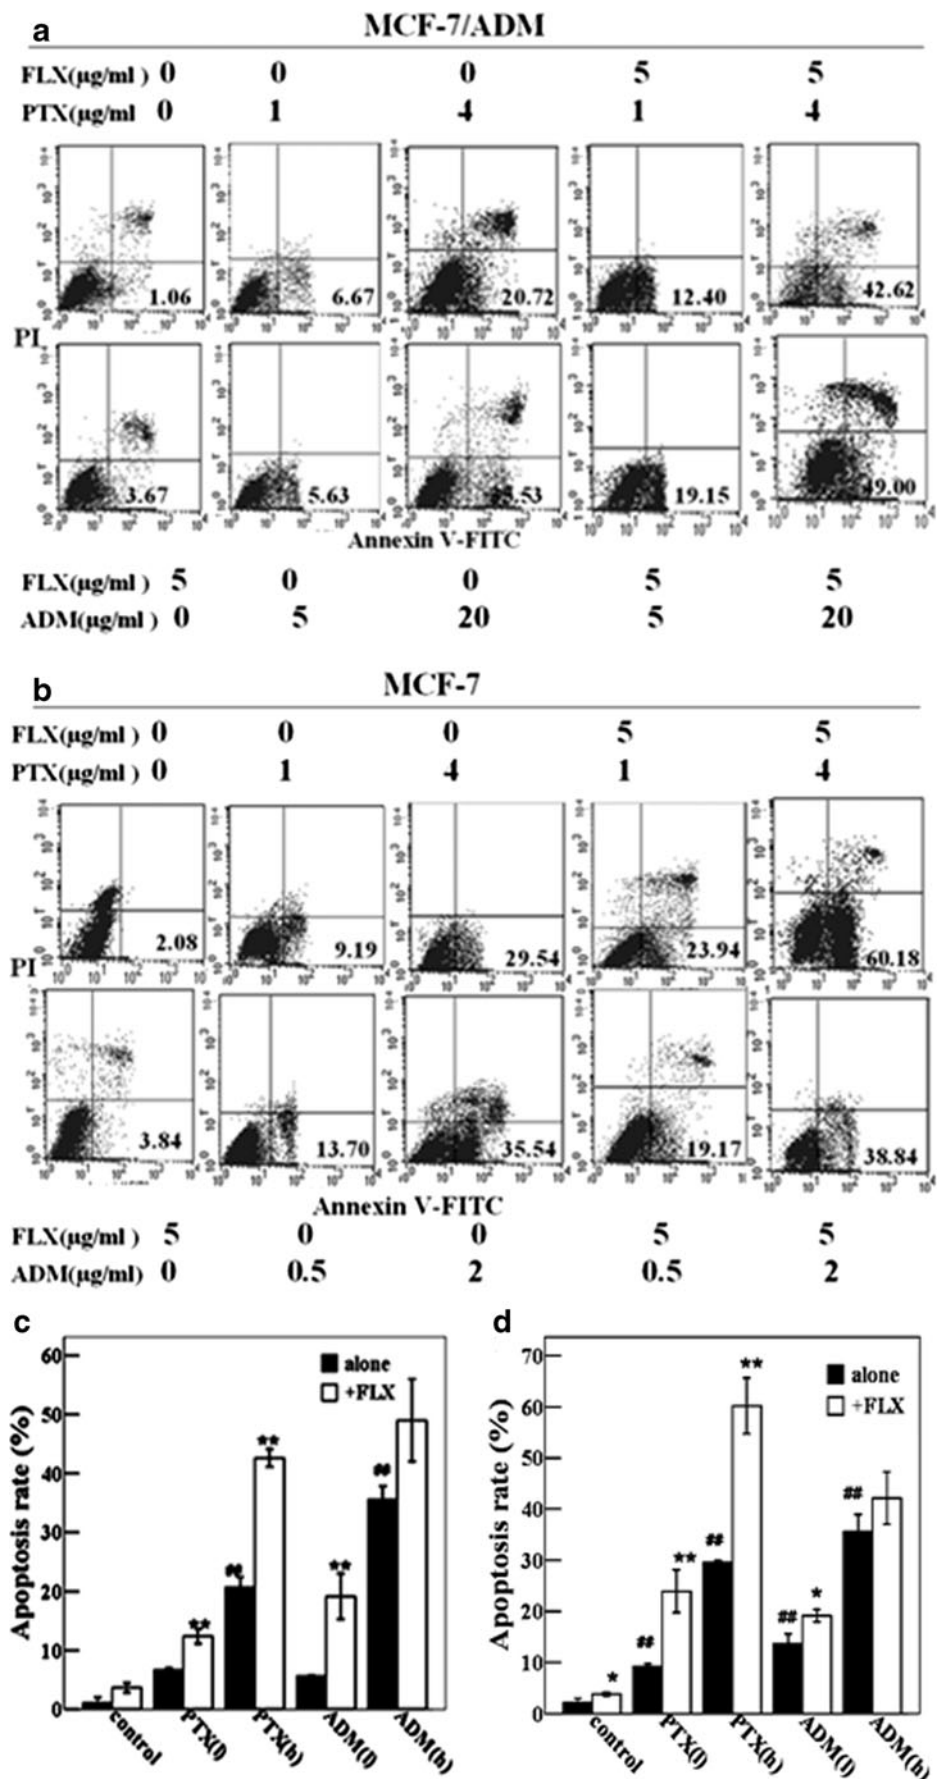 a
MCF-7/ADM
FLX(µg/ml ) 0 0 0 5 5
PTX(µg/ml 0 1 4 1 4
1.06 6.67 20.72 12.40 42.62
PI
3.67 5.63 19.15 49.00
Annexin V-FITC
FLX(µg/ml ) 5 0 0 5 5
ADM(µg/ml ) 0 5 20 5 20
b
MCF-7
FLX(µg/ml ) 0 0 0 5 5
PTX(µg/ml ) 0 1 4 1 4
2.08 9.19 29.54 23.94 60.18
PI
3.84 13.70 35.54 19.17 38.84
Annexin V-FITC
FLX(µg/ml ) 5 0 0 5 5
ADM(µg/ml) 0 0.5 2 0.5 2
c
Apoptosis rate (%)
60
50
40
30
20
10
0
alone
+FLX
** ## ** ** ##
control PTX(l) PTX(h) ADM(l) ADM(h)
d
Apoptosis rate (%)
70
60
50
40
30
20
10
0
alone
+FLX
* ## ** ## ** ## * ##
control PTX(l) PTX(h) ADM(l) ADM(h)